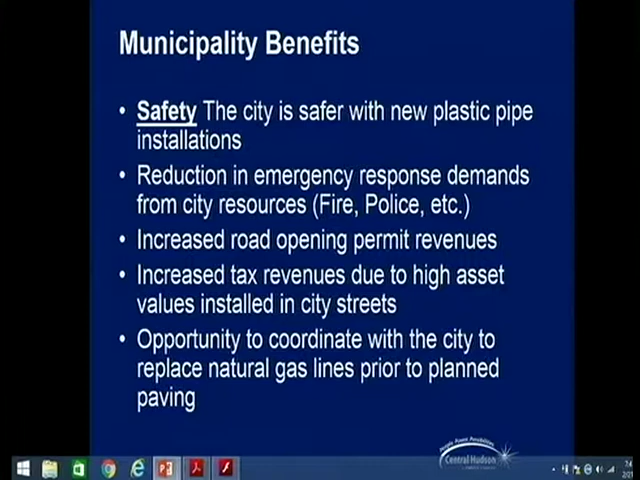 Municipality Benefits
• Safety The city is safer with new plastic pipe
installations
• Reduction in emergency response demands
from city resources (Fire, Police, etc.)
• Increased road opening permit revenues
• Increased tax revenues due to high asset
values installed in city streets
• Opportunity to coordinate with the city to
replace natural gas lines prior to planned
paving
People. Power. Possibilities.
Central Hudson